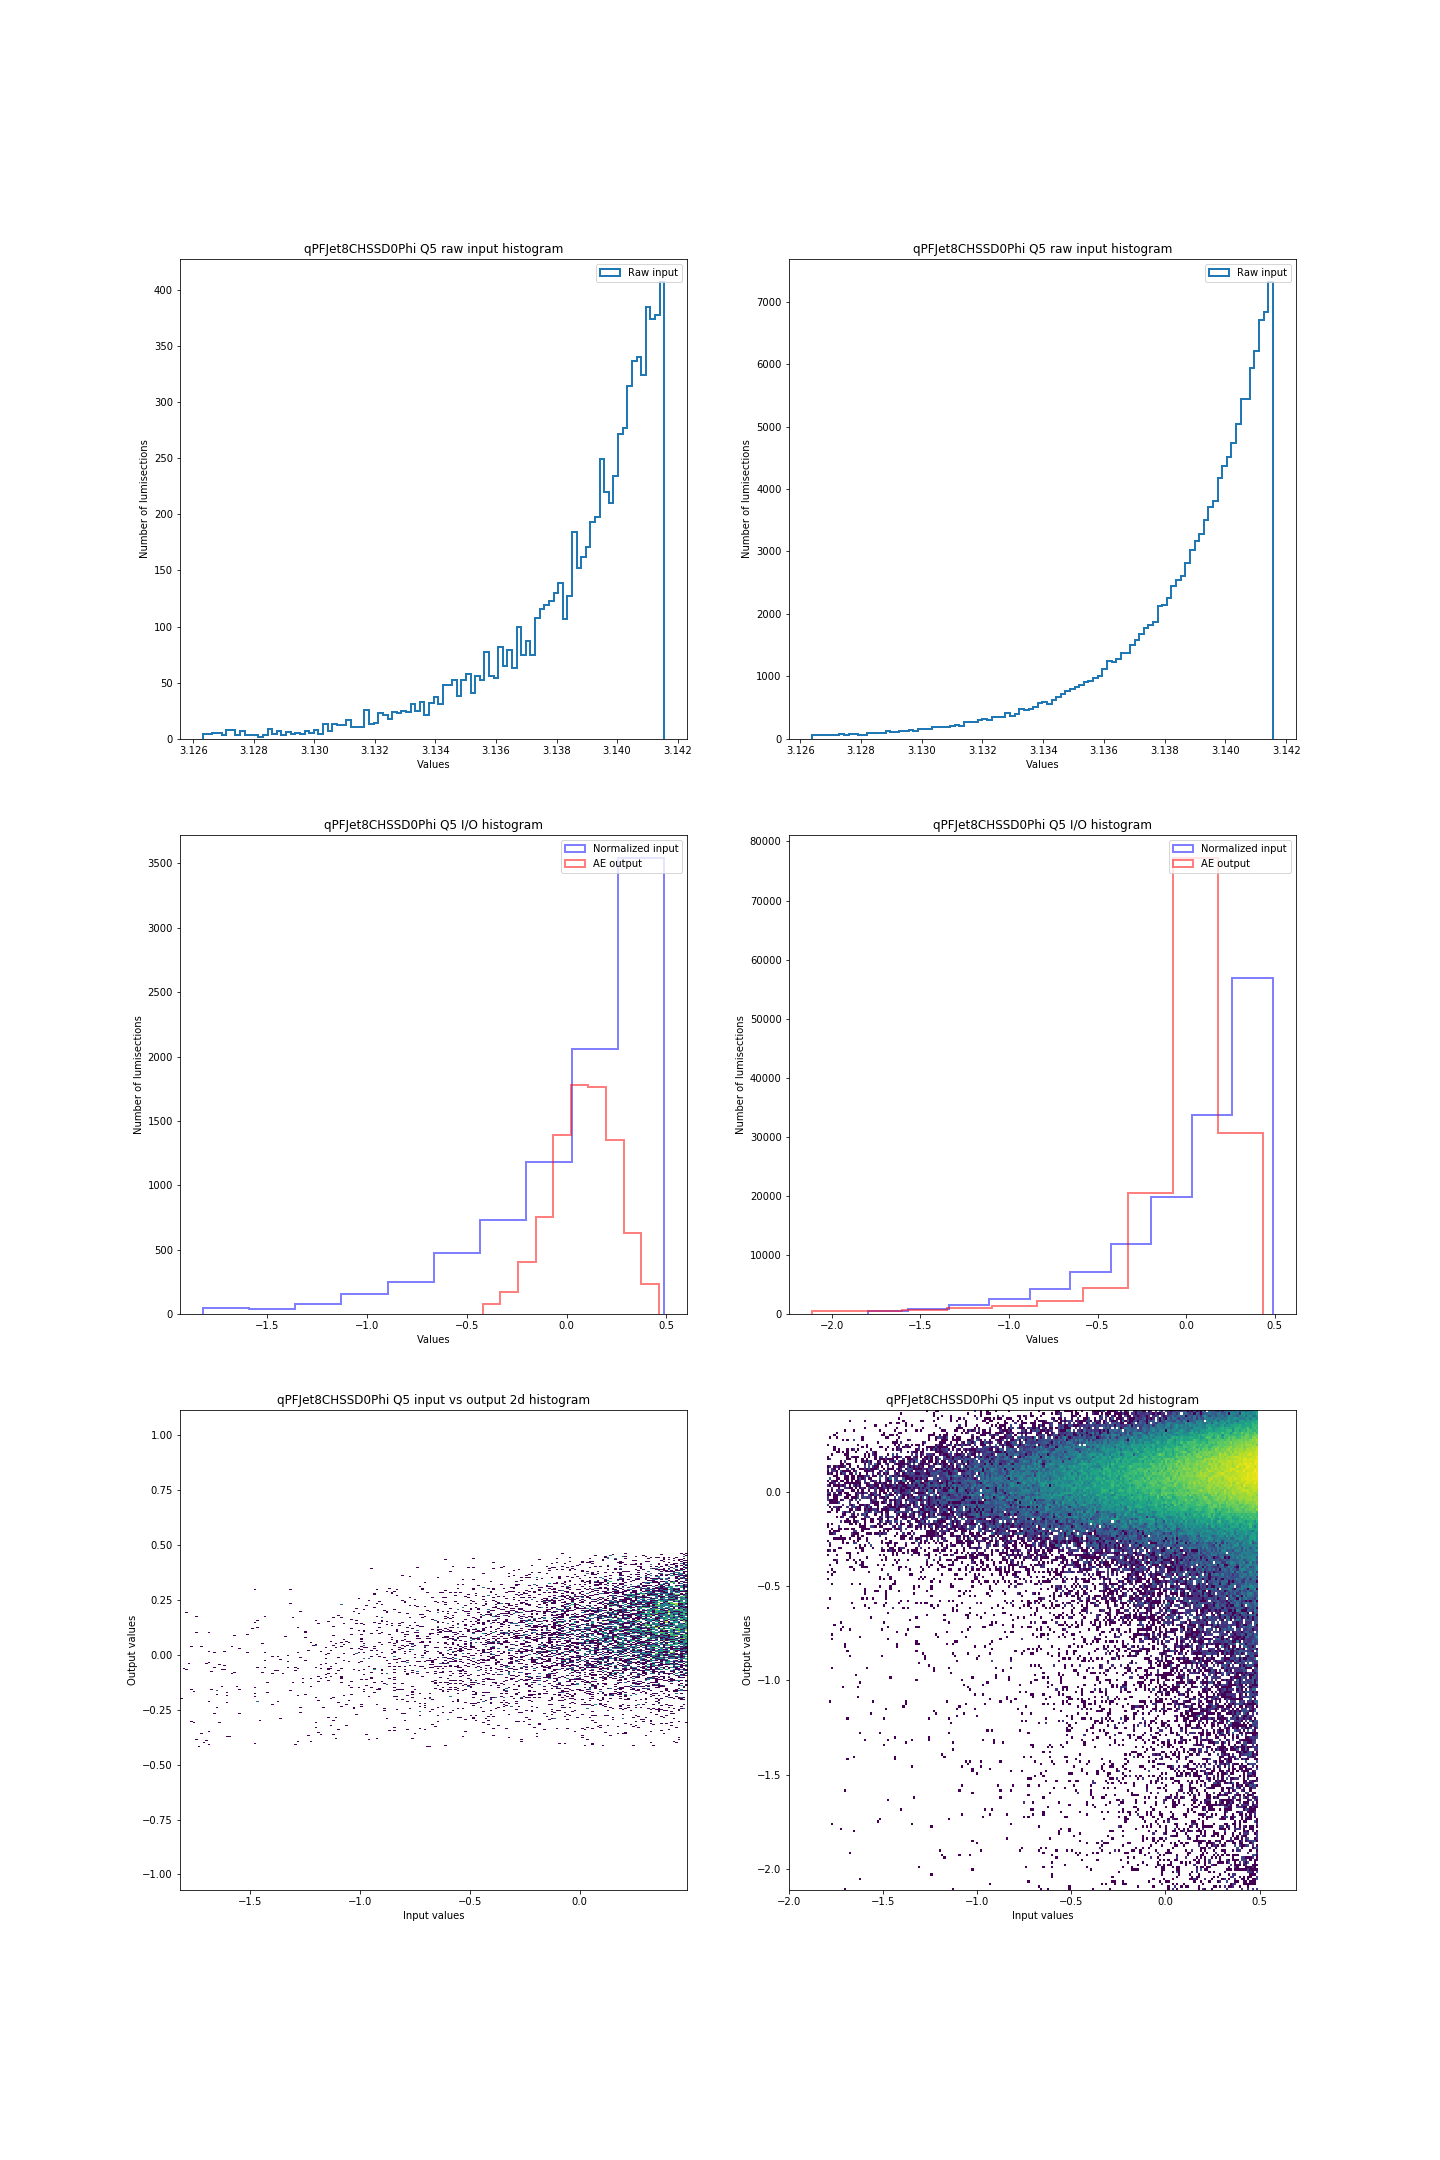 qPFJet8CHSSD0Phi Q5 raw input histogram
Raw input
Number of lumisections
400
350
300
250
200
150
100
50
0
3.126 3.128 3.130 3.132 3.134 3.136 3.138 3.140 3.142
Values
qPFJet8CHSSD0Phi Q5 raw input histogram
Raw input
Number of lumisections
7000
6000
5000
4000
3000
2000
1000
0
3.126 3.128 3.130 3.132 3.134 3.136 3.138 3.140 3.142
Values
qPFJet8CHSSD0Phi Q5 I/O histogram
Normalized input
AE output
Number of lumisections
3500
3000
2500
2000
1500
1000
500
0
−1.5 −1.0 −0.5 0.0 0.5
Values
qPFJet8CHSSD0Phi Q5 I/O histogram
Normalized input
AE output
Number of lumisections
80000
70000
60000
50000
40000
30000
20000
10000
0
−2.0 −1.5 −1.0 −0.5 0.0 0.5
Values
qPFJet8CHSSD0Phi Q5 input vs output 2d histogram
Output values
1.00
0.75
0.50
0.25
0.00
−0.25
−0.50
−0.75
−1.00
−1.5 −1.0 −0.5 0.0
Input values
qPFJet8CHSSD0Phi Q5 input vs output 2d histogram
Output values
0.0
−0.5
−1.0
−1.5
−2.0
−2.0 −1.5 −1.0 −0.5 0.0 0.5
Input values